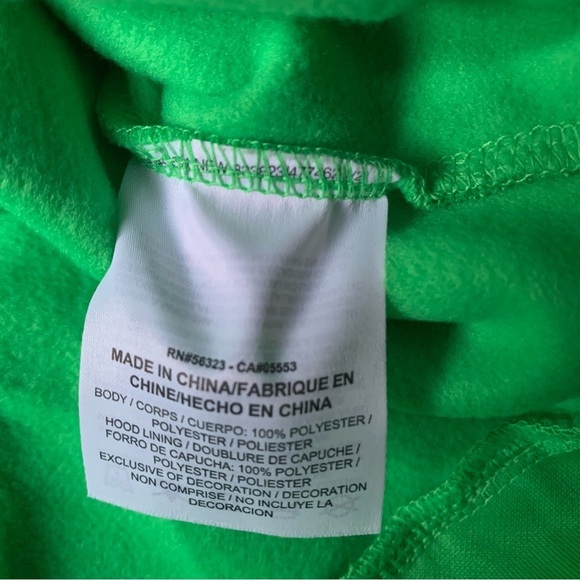 RN#56323 - CA#05553
MADE IN CHINA/FABRIQUE EN
CHINE/HECHO EN CHINA
BODY / CORPS / CUERPO: 100% POLYESTER /
POLYESTER / POLIESTER
HOOD LINING / DOUBLURE DE CAPUCHE /
FORRO DE CAPUCHA: 100% POLYESTER /
POLYESTER / POLIESTER
EXCLUSIVE OF DECORATION / DECORATION
NON COMPRISE / NO INCLUYE LA
DECORACION